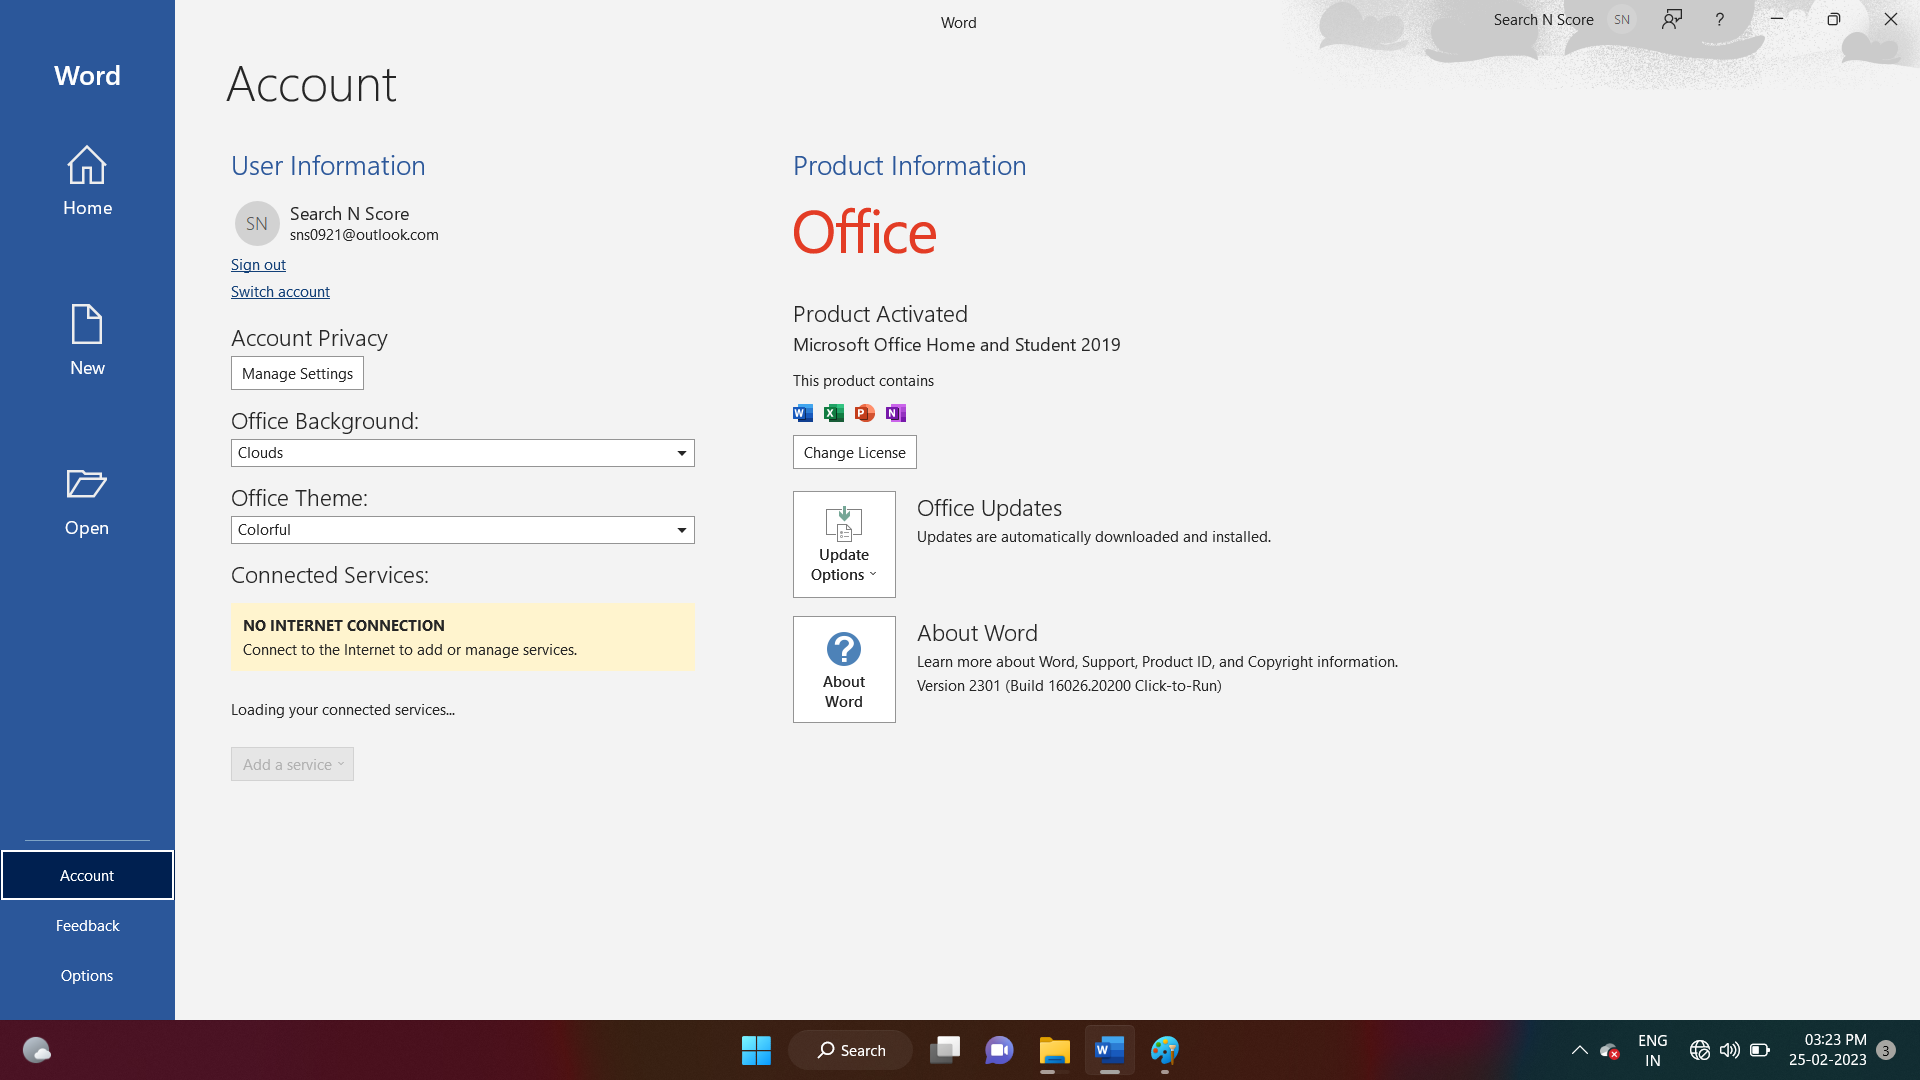 Word
Search N Score
SN
?
Word
Home
New
Open
Account
Feedback
Options
Account
User Information
SN
Search N Score
sns0921@outlook.com
Sign out
Switch account
Account Privacy
Manage Settings
Office Background:
Clouds
Office Theme:
Colorful
Connected Services:
NO INTERNET CONNECTION
Connect to the Internet to add or manage services.
Loading your connected services...
Add a service
Product Information
Office
Product Activated
Microsoft Office Home and Student 2019
This product contains
W X P N
Change License
Update
Options
Office Updates
Updates are automatically downloaded and installed.
?
About
Word
About Word
Learn more about Word, Support, Product ID, and Copyright information.
Version 2301 (Build 16026.20200 Click-to-Run)
Search
W
ENG
IN
03:23 PM
25-02-2023
3